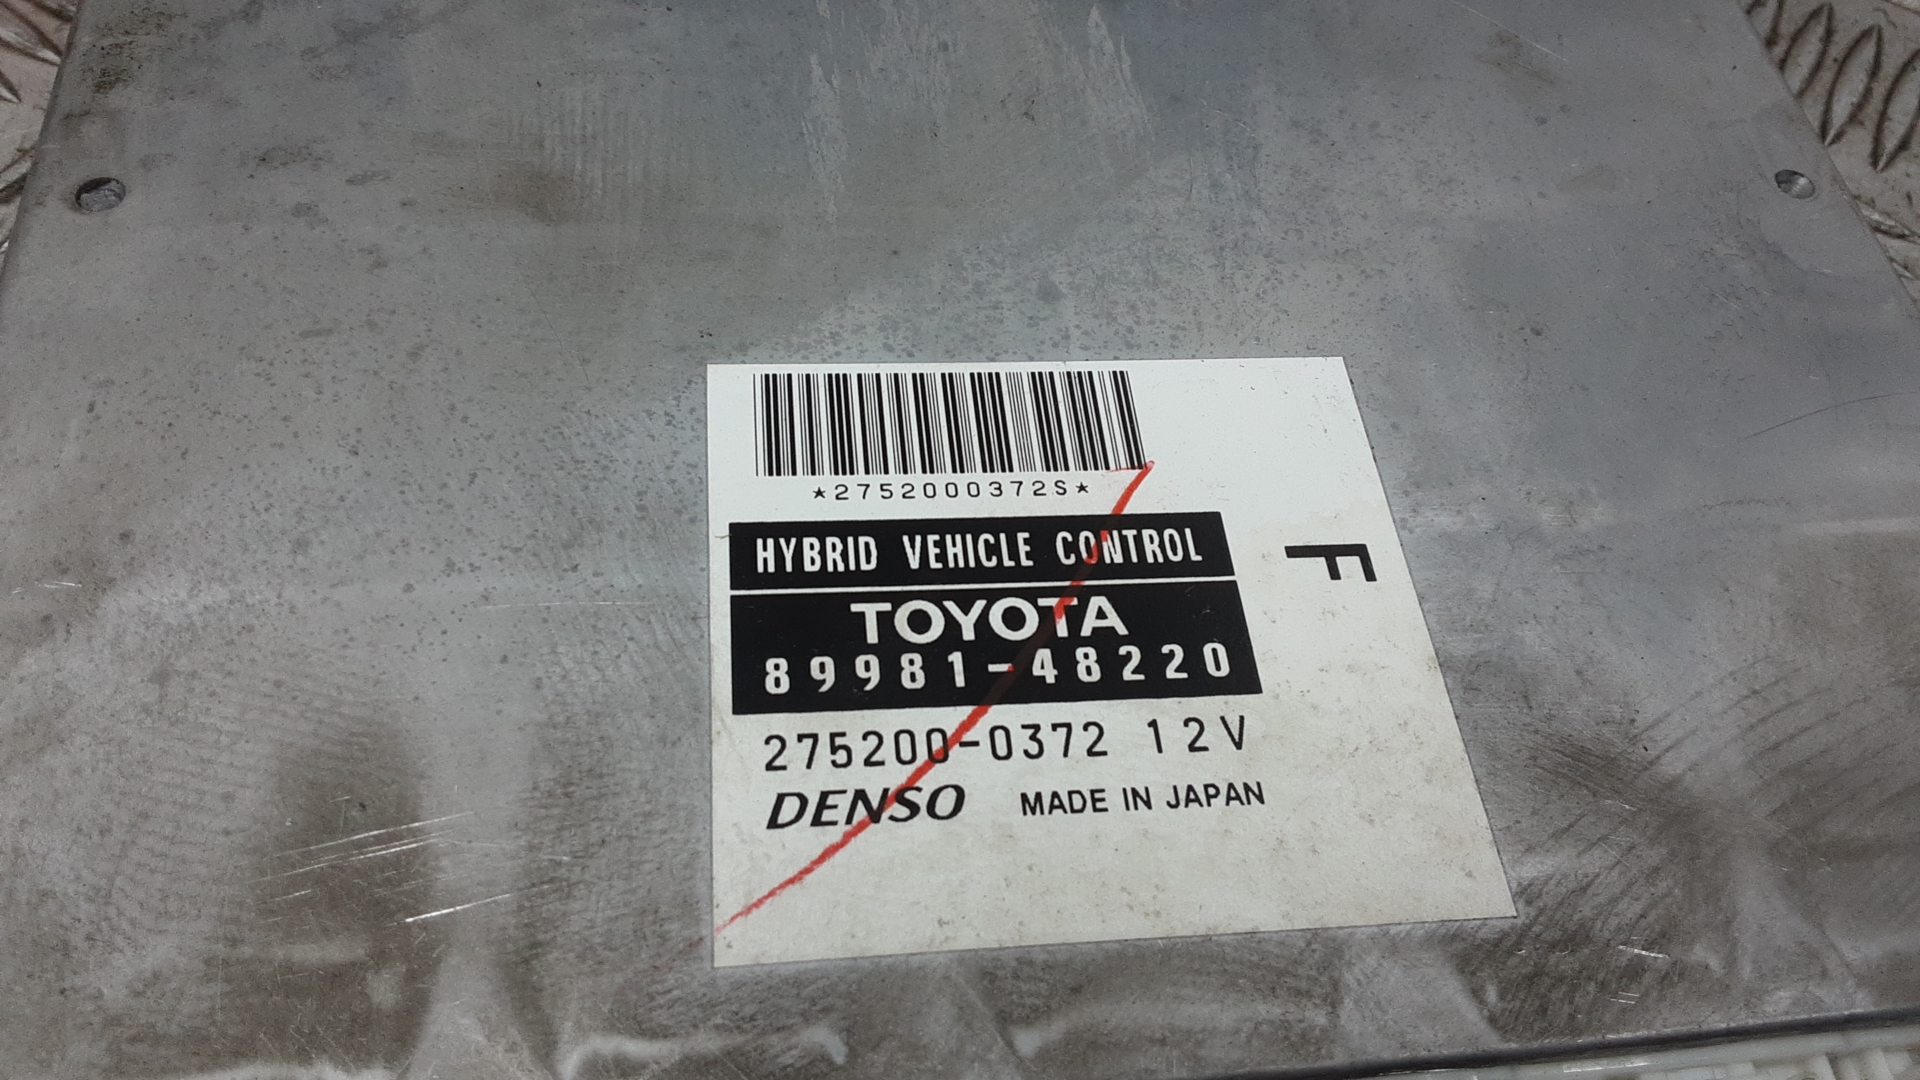 *2752000372S*
HYBRID VEHICLE CONTROL
F
TOYOTA
89981-48220
275200-0372 12V
DENSO MADE IN JAPAN